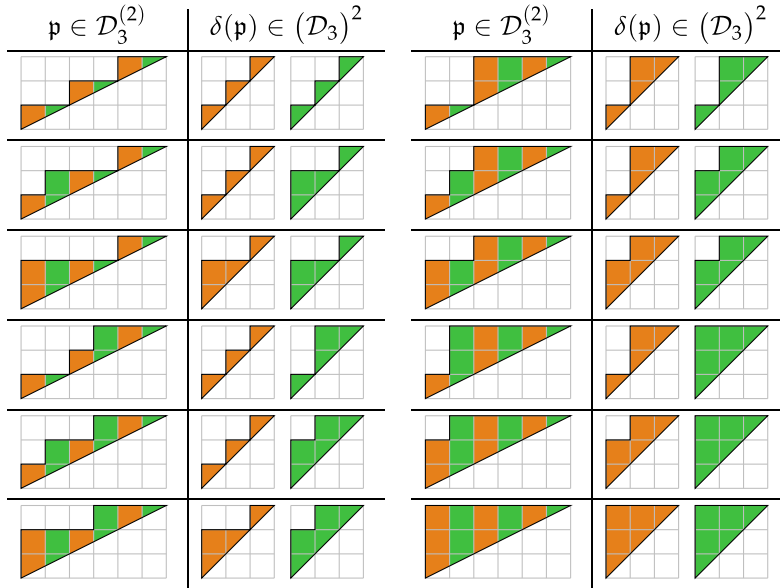 𝔭 ∈ 𝒟₃⁽²⁾ δ(𝔭) ∈ (𝒟₃)² 𝔭 ∈ 𝒟₃⁽²⁾ δ(𝔭) ∈ (𝒟₃)²